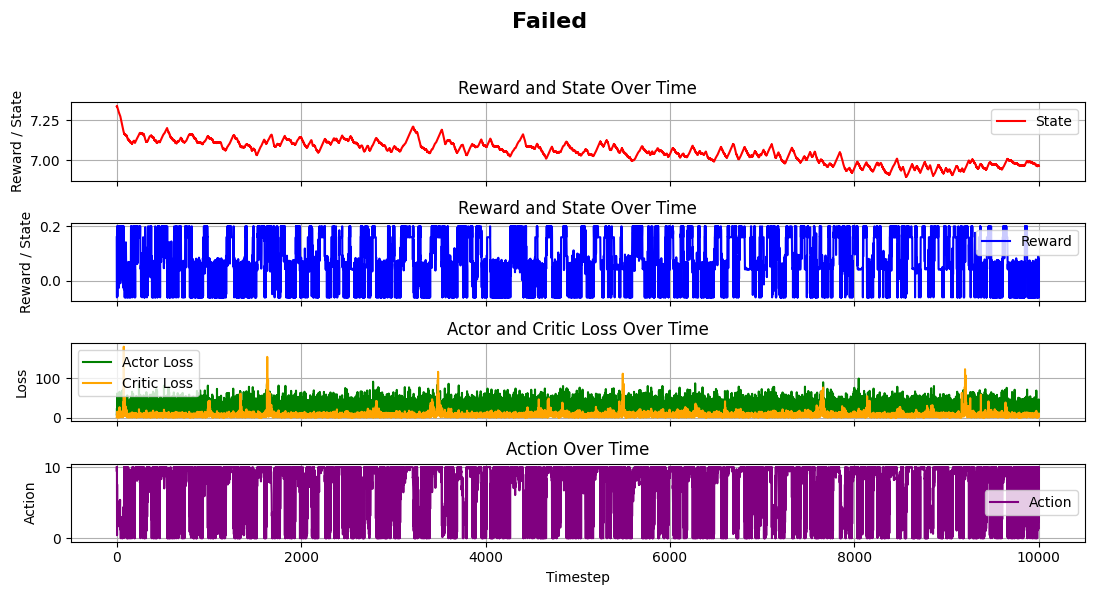 Failed
Reward and State Over Time
Reward / State
7.25
7.00
State
Reward and State Over Time
Reward / State
0.2
0.0
Reward
Actor and Critic Loss Over Time
Loss
100
0
Actor Loss
Critic Loss
Action Over Time
Action
10
0
Action
0 2000 4000 6000 8000 10000
Timestep